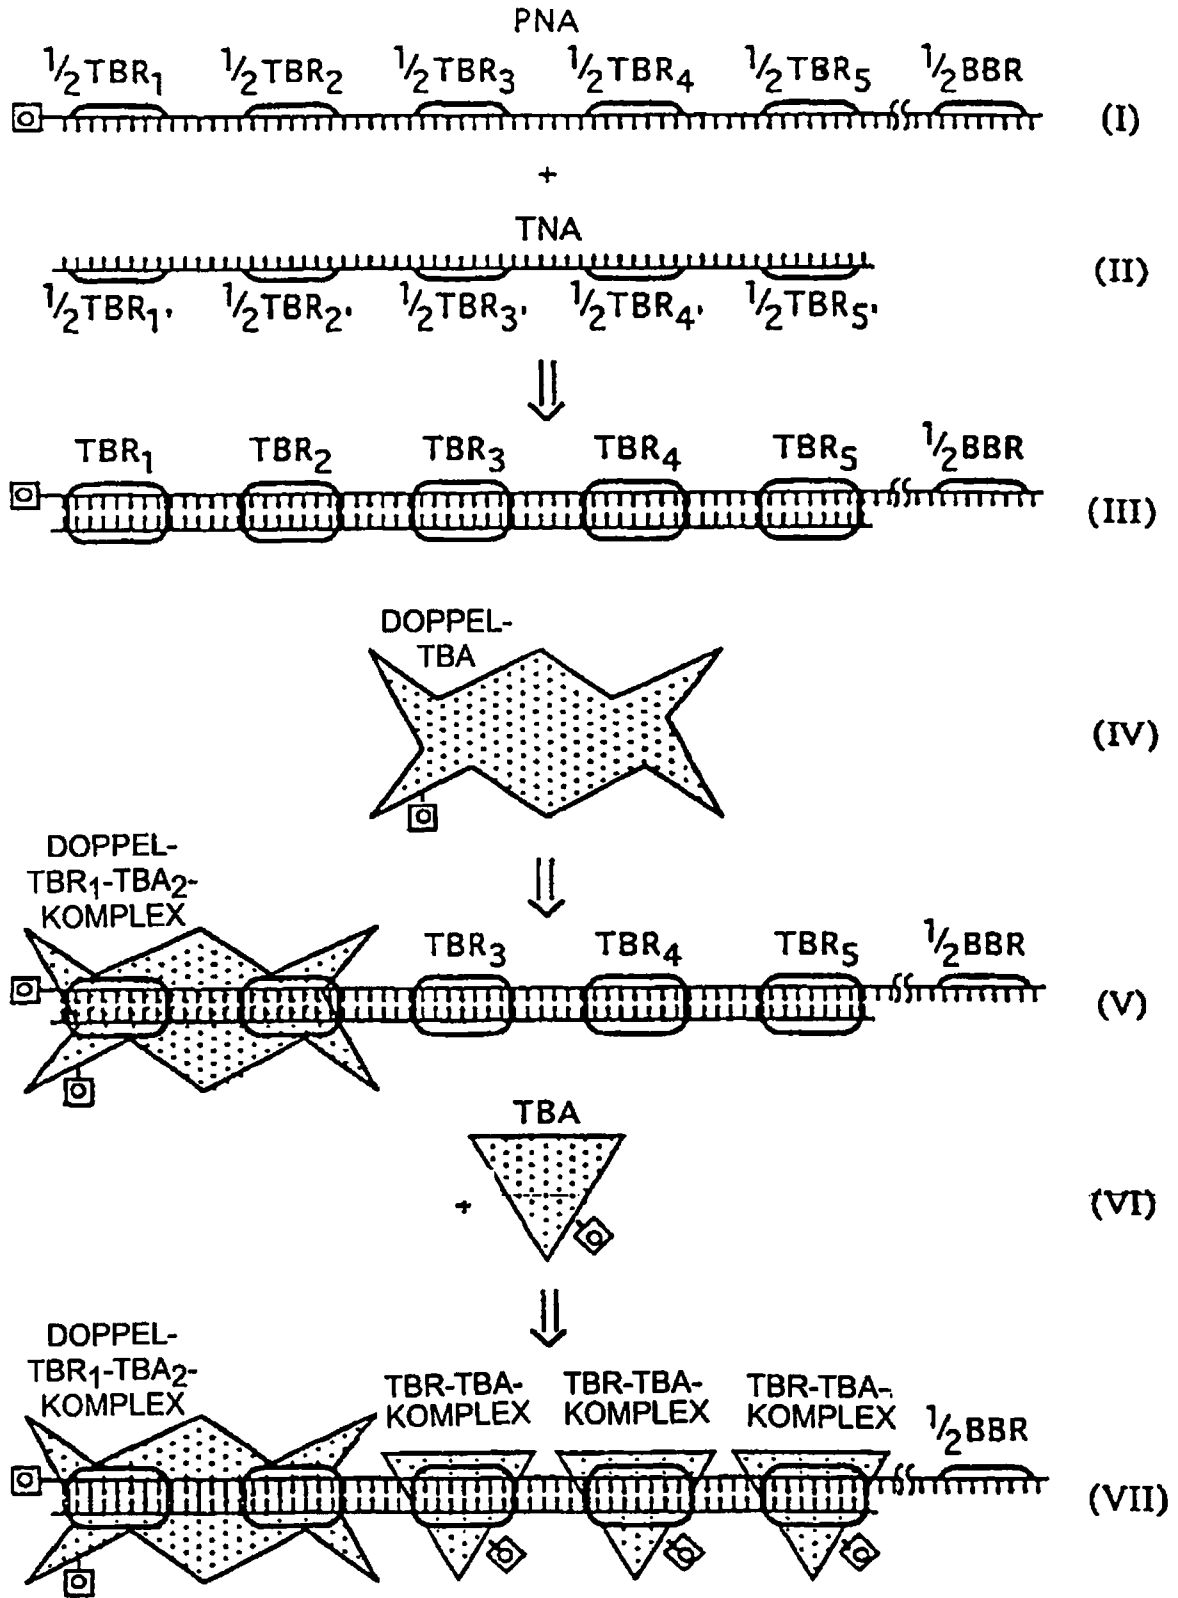 PNA
1/2TBR1 1/2TBR2 1/2TBR3 1/2TBR4 1/2TBR5 1/2BBR
(I)
+
TNA
(II)
1/2TBR1' 1/2TBR2' 1/2TBR3' 1/2TBR4' 1/2TBR5'
TBR1 TBR2 TBR3 TBR4 TBR5 1/2BBR
(III)
DOPPEL-
TBA
(IV)
DOPPEL-
TBR1-TBA2-
KOMPLEX
TBR3 TBR4 TBR5 1/2BBR
(V)
TBA
+
(VI)
DOPPEL-
TBR1-TBA2-
KOMPLEX
TBR-TBA-
KOMPLEX
TBR-TBA-
KOMPLEX
TBR-TBA-
KOMPLEX
1/2BBR
(VII)